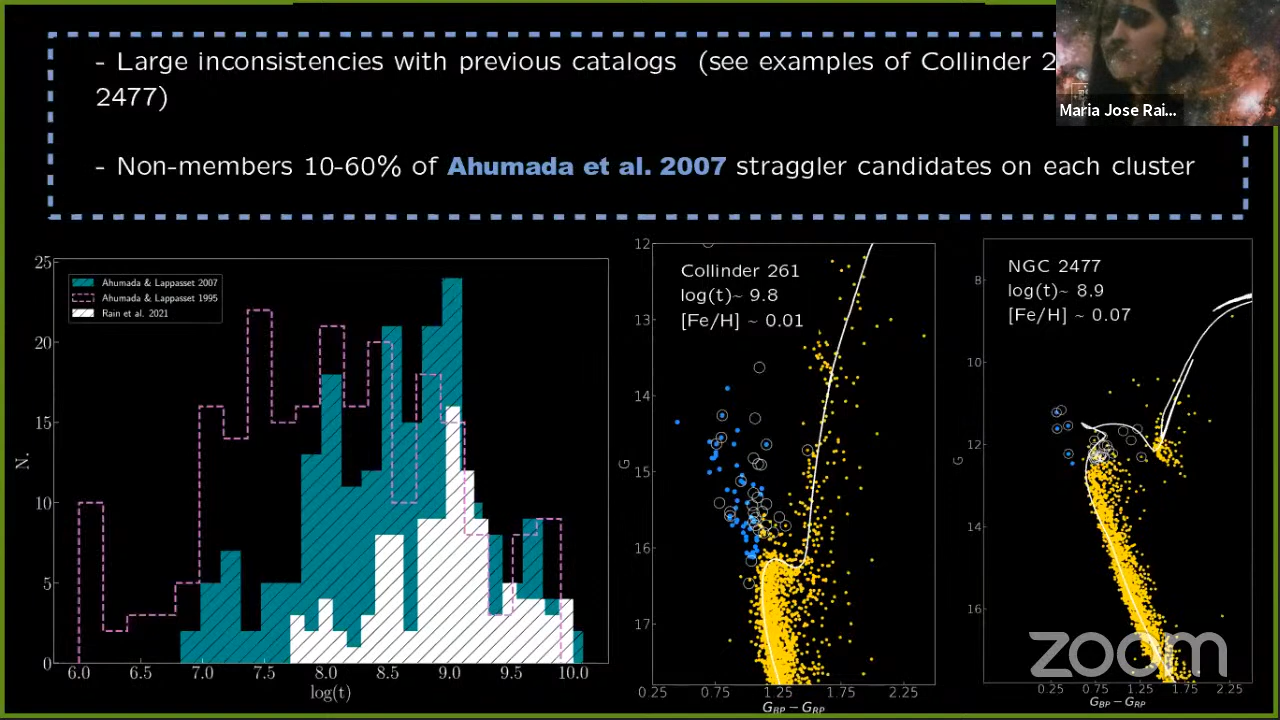 - Large inconsistencies with previous catalogs (see examples of Collinder 2
2477)
Maria Jose Rai...
- Non-members 10-60% of Ahumada et al. 2007 straggler candidates on each cluster
Ahumada & Lappasset 2007
Ahumada & Lappasset 1995
Rain et al. 2021
25
20
15
10
5
0
N.
6.0 6.5 7.0 7.5 8.0 8.5 9.0 9.5 10.0
log(t)
Collinder 261
log(t)~ 9.8
[Fe/H] ~ 0.01
12
13
14
15
16
17
G
0.25 0.75 1.25 1.75 2.25
G_BP − G_RP
NGC 2477
log(t)~ 8.9
[Fe/H] ~ 0.07
8
10
12
14
16
G
0.25 0.75 1.25 1.75 2.25
G_BP − G_RP
zoom